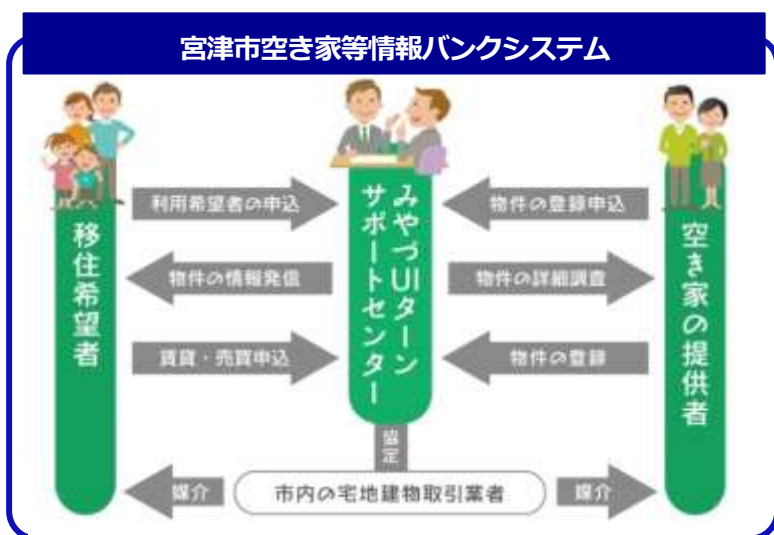 宮津市空き家等情報バンクシステム
移住希望者
利用希望者の申込
物件の情報発信
賃貸・売買申込
みやづUIターン
サポートセンター
物件の登録申込
物件の詳細調査
物件の登録
空き家の提供者
協定
媒介
市内の宅地建物取引業者
媒介